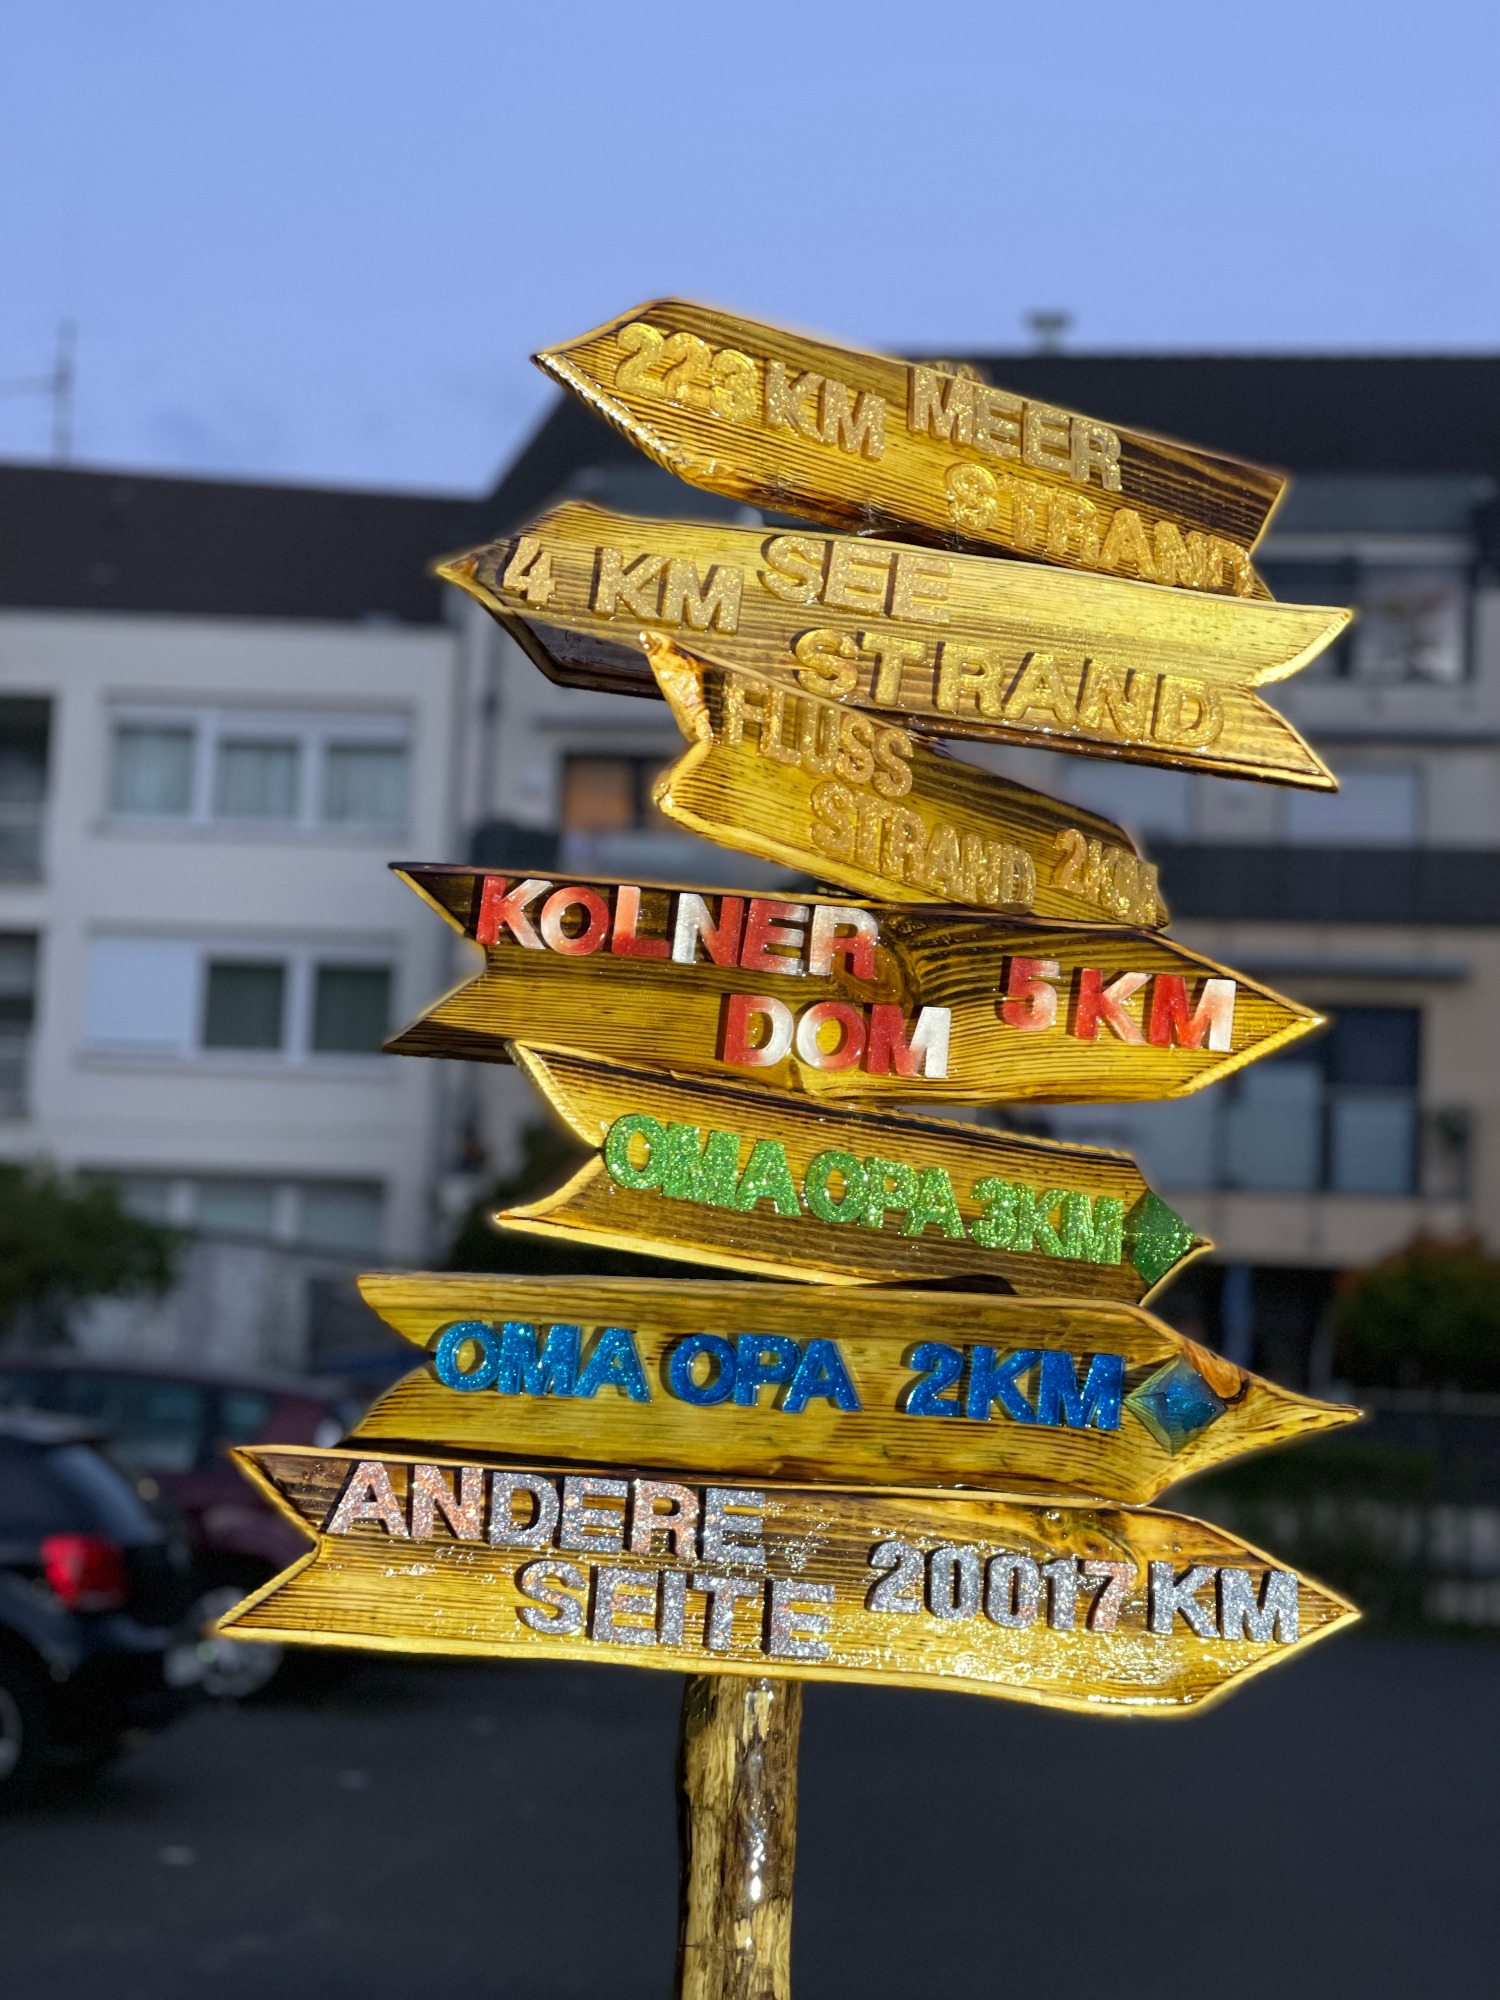 223 KM MEER
STRAND
4 KM SEE
STRAND
FLUSS
STRAND 2KM
KOLNER
DOM 5 KM
OMA OPA 3KM
OMA OPA 2KM
ANDERE
SEITE 20017 KM